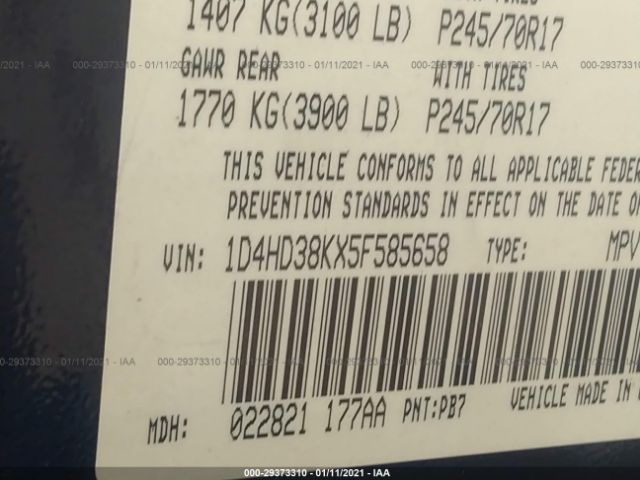 1407 KG(3100 LB) P245/70R17
GAWR REAR WITH TIRES
1770 KG(3900 LB) P245/70R17
THIS VEHICLE CONFORMS TO ALL APPLICABLE FEDER
PREVENTION STANDARDS IN EFFECT ON THE DATE O
VIN: 1D4HD38KX5F585658 TYPE: MPV
MDH: 022821 177AA PNT:PB7 VEHICLE MADE IN
000-29373310 - 01/11/2021 - IAA